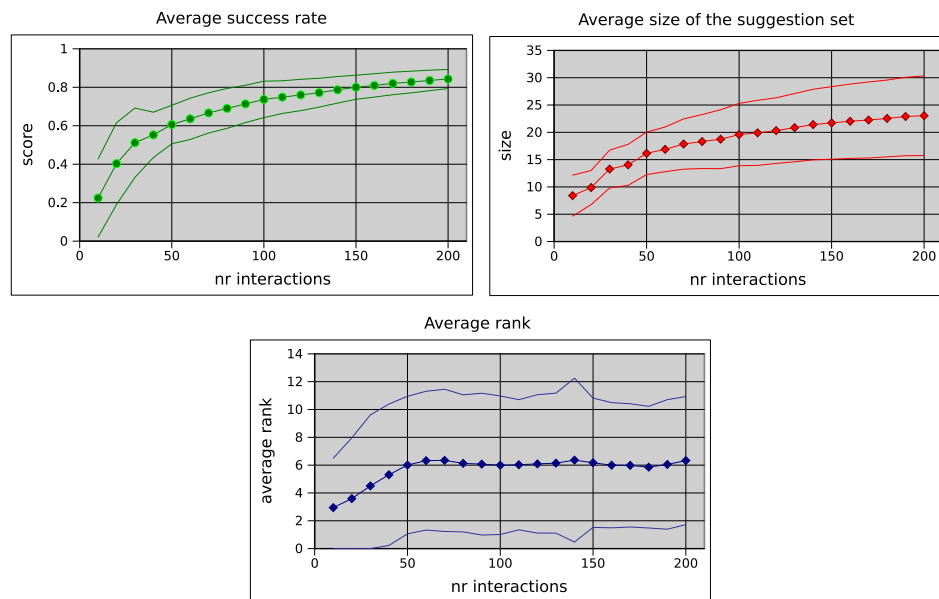 Average success rate
1
0.8
0.6
0.4
0.2
0
score
0 50 100 150 200
nr interactions
Average size of the suggestion set
35
30
25
20
15
10
5
0
size
0 50 100 150 200
nr interactions
Average rank
14
12
10
8
6
4
2
0
average rank
0 50 100 150 200
nr interactions